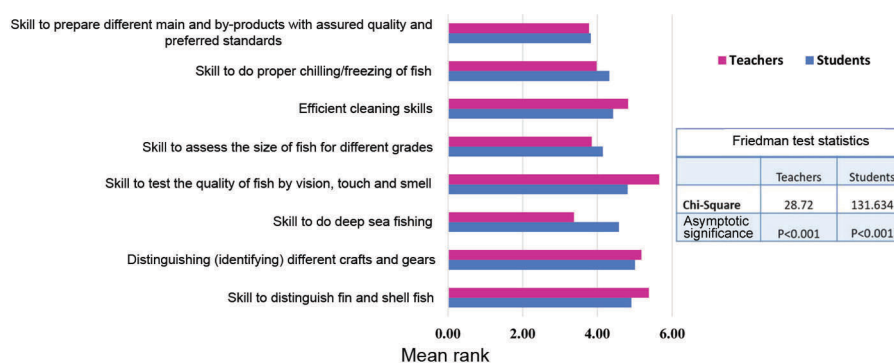 Skill to prepare different main and by-products with assured quality and
preferred standards
Skill to do proper chilling/freezing of fish
Efficient cleaning skills
Skill to assess the size of fish for different grades
Skill to test the quality of fish by vision, touch and smell
Skill to do deep sea fishing
Distinguishing (identifying) different crafts and gears
Skill to distinguish fin and shell fish
0.00 2.00 4.00 6.00
Mean rank
Teachers Students
Friedman test statistics
Teachers Students
Chi-Square 28.72 131.634
Asymptotic
significance P<0.001 P<0.001